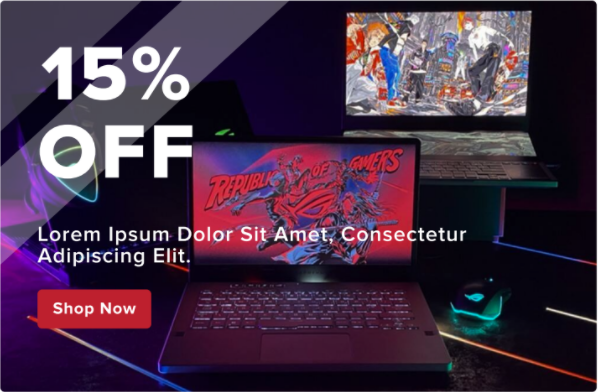 15%
OFF
REPUBLIC OF GAMERS
Lorem Ipsum Dolor Sit Amet, Consectetur
Adipiscing Elit.
Shop Now